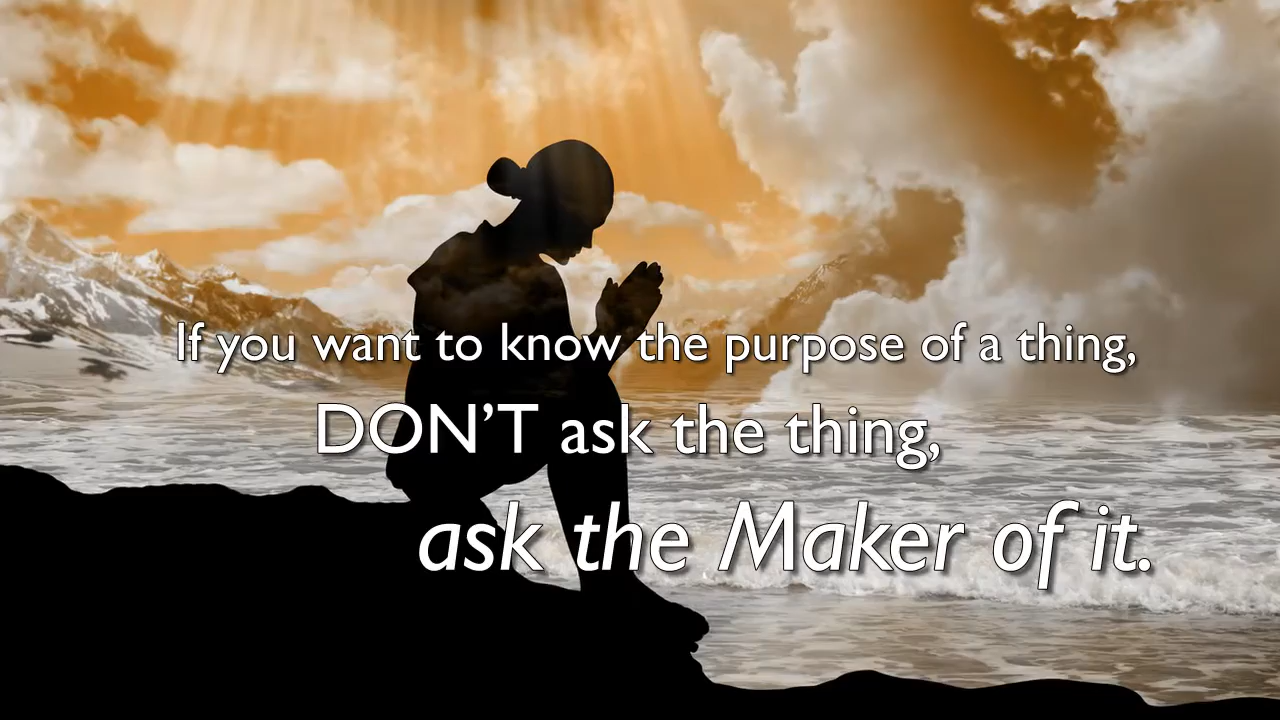 If you want to know the purpose of a thing,
DON’T ask the thing,
ask the Maker of it.